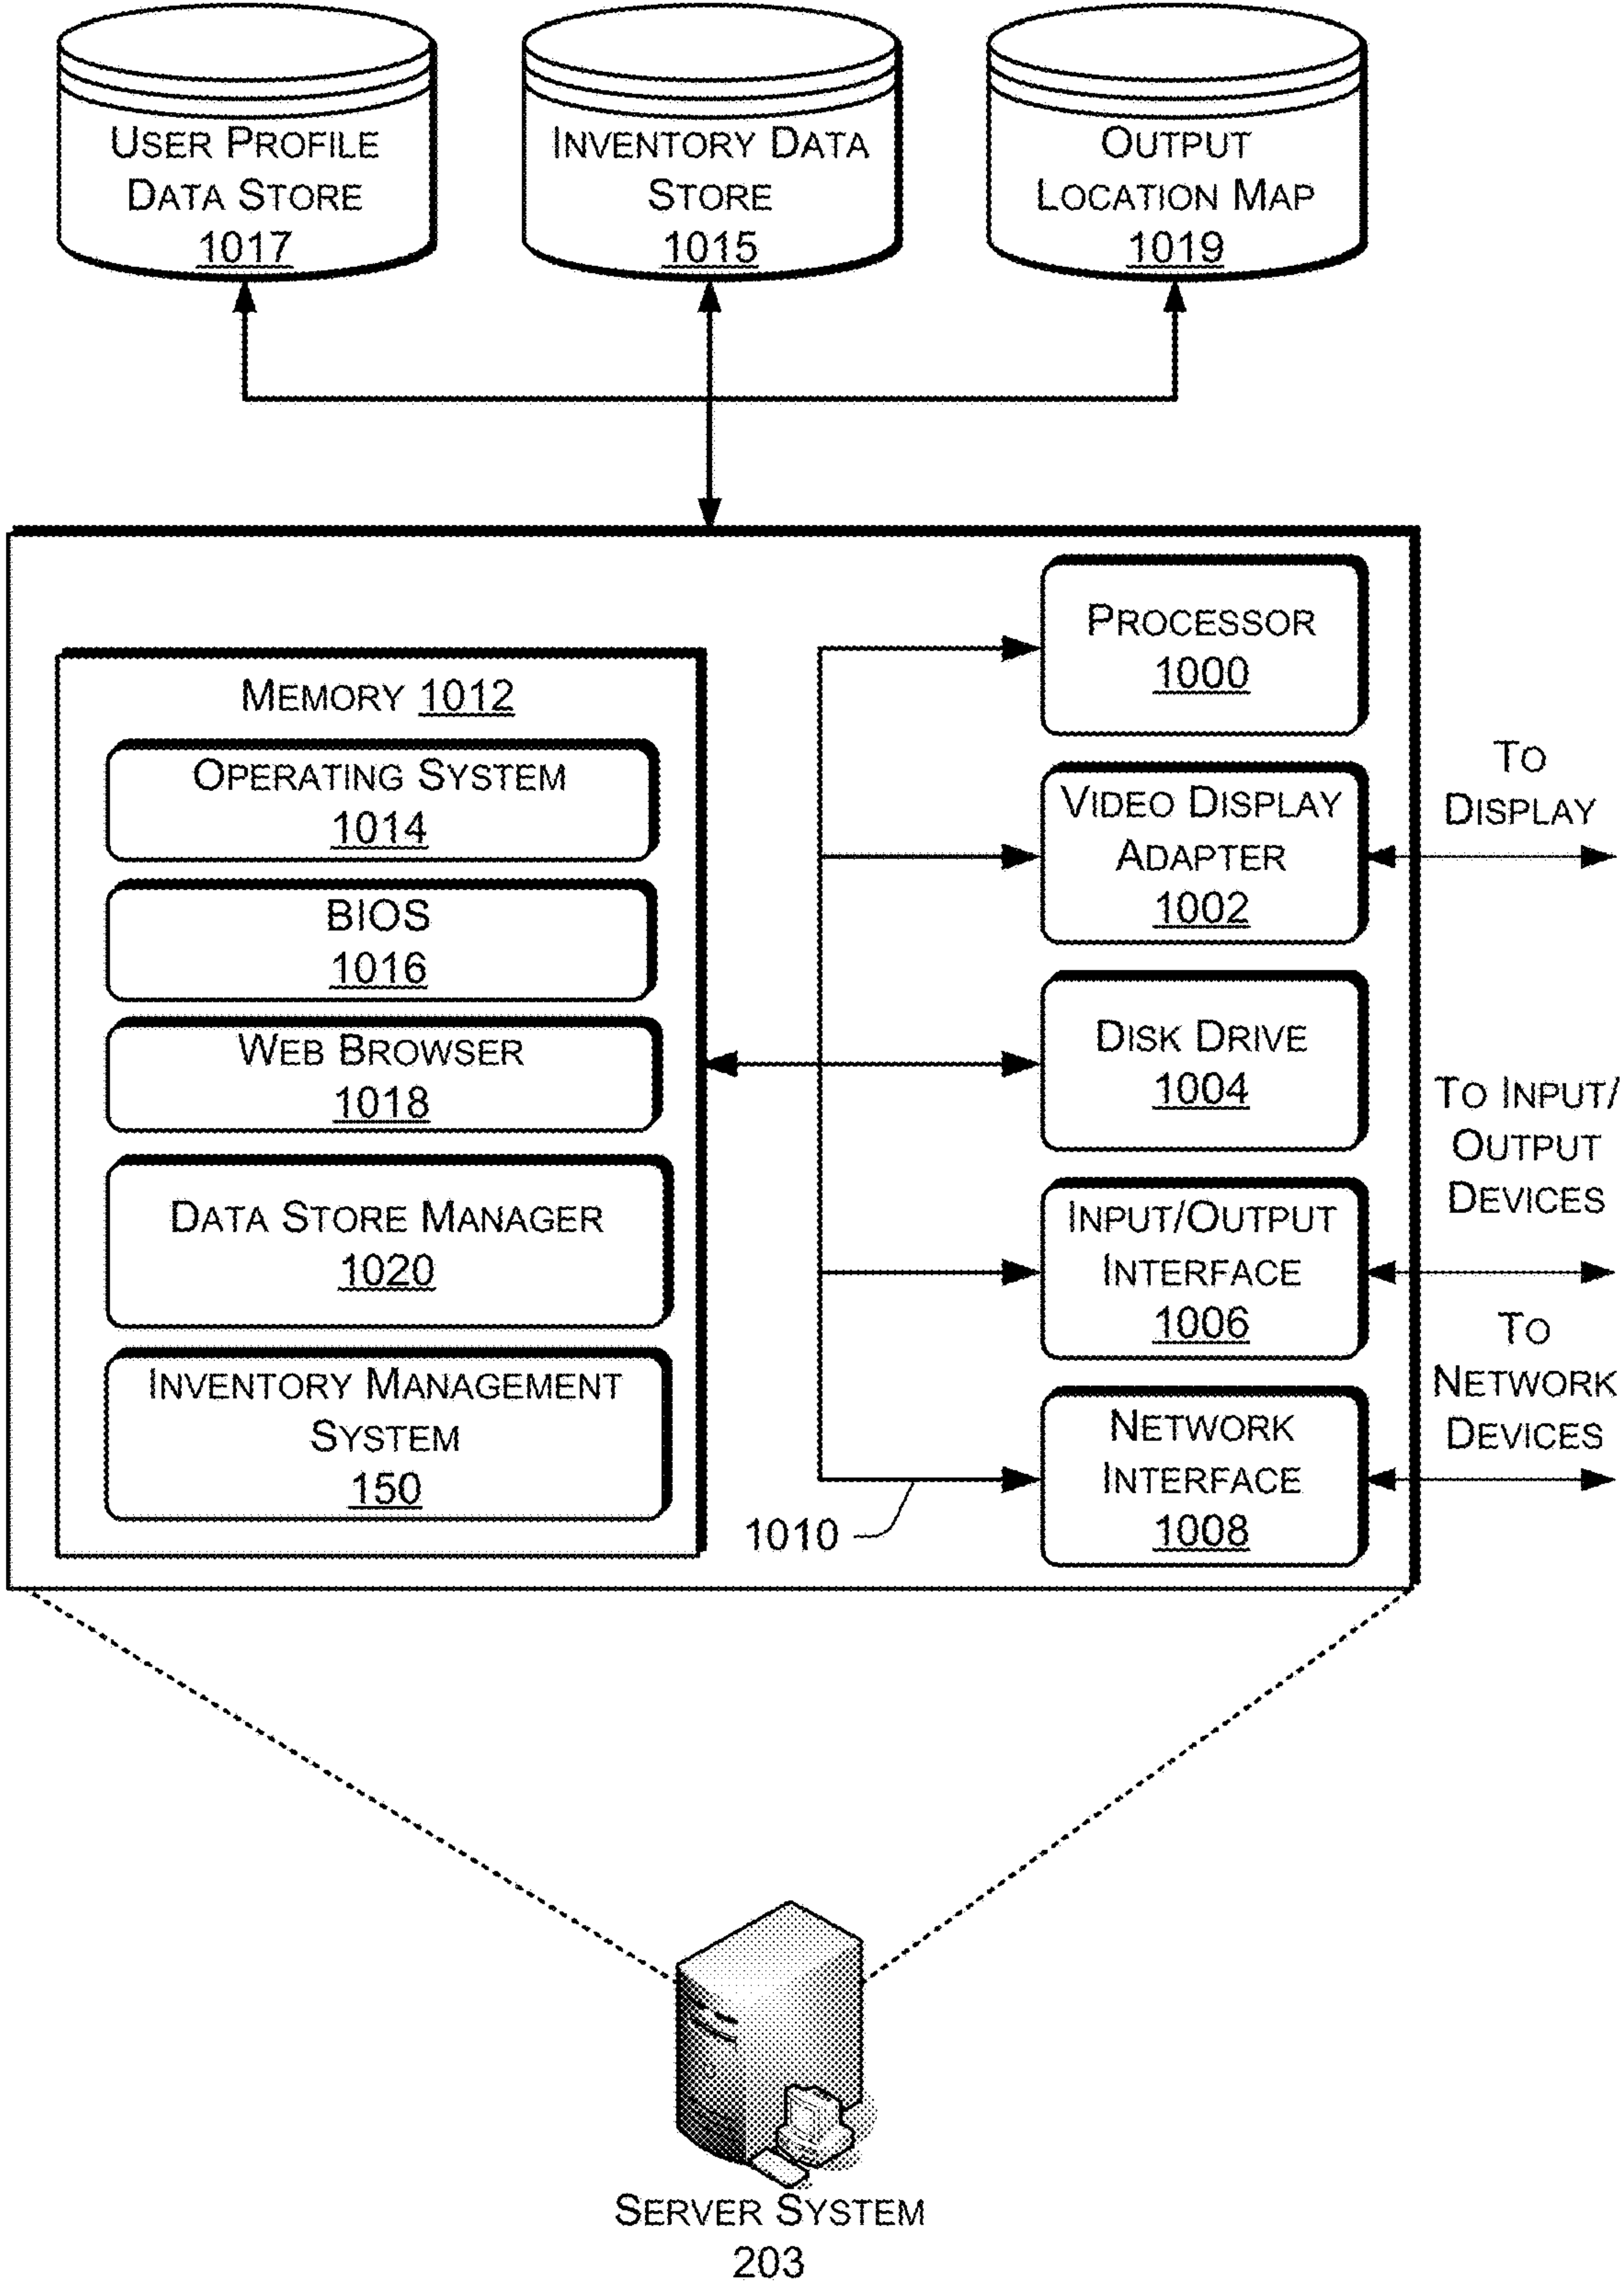 USER PROFILE
DATA STORE
1017
INVENTORY DATA
STORE
1015
OUTPUT
LOCATION MAP
1019
MEMORY 1012
OPERATING SYSTEM
1014
BIOS
1016
WEB BROWSER
1018
DATA STORE MANAGER
1020
INVENTORY MANAGEMENT
SYSTEM
150
PROCESSOR
1000
VIDEO DISPLAY
ADAPTER
1002
DISK DRIVE
1004
INPUT/OUTPUT
INTERFACE
1006
NETWORK
INTERFACE
1008
1010
TO
DISPLAY
TO INPUT/
OUTPUT
DEVICES
TO
NETWORK
DEVICES
SERVER SYSTEM
203